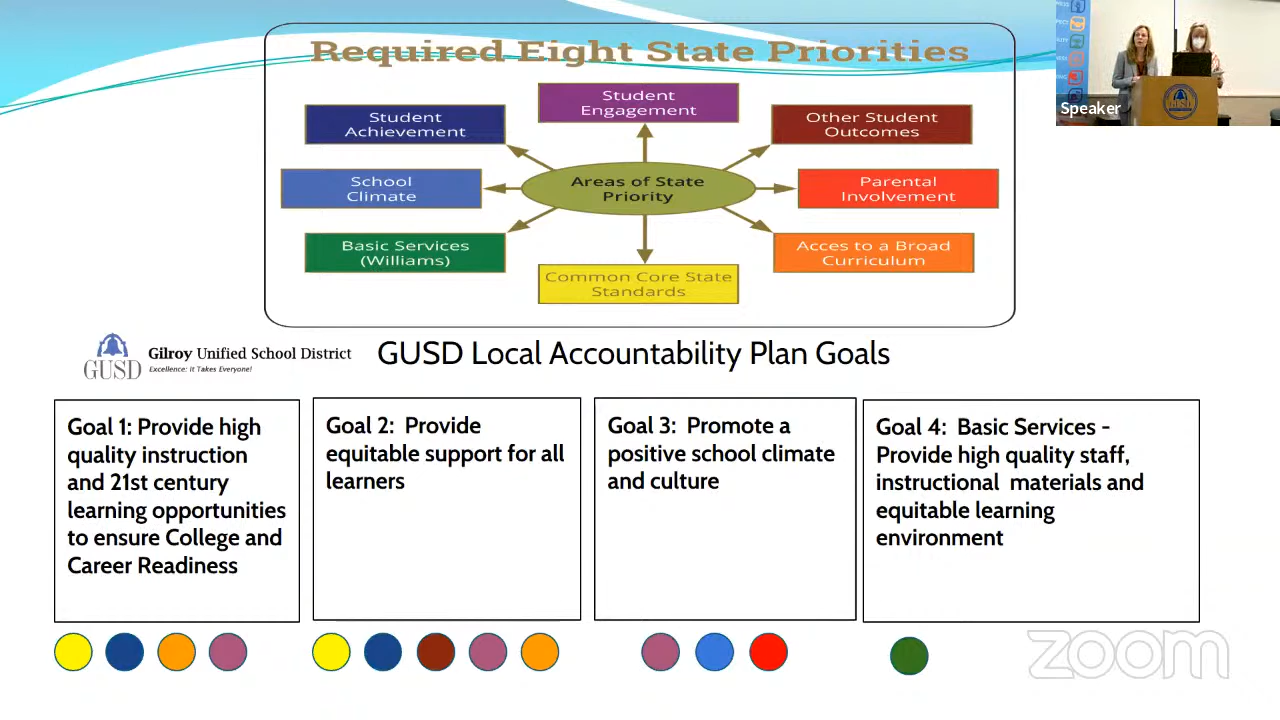 Required Eight State Priorities
Student
Engagement
Student
Achievement
Other Student
Outcomes
School
Climate
Areas of State
Priority
Parental
Involvement
Basic Services
(Williams)
Acces to a Broad
Curriculum
Common Core State
Standards
Speaker
GUSD
Gilroy Unified School District
Excellence: It Takes Everyone!
GUSD Local Accountability Plan Goals
Goal 1: Provide high
quality instruction
and 21st century
learning opportunities
to ensure College and
Career Readiness
Goal 2: Provide
equitable support for all
learners
Goal 3: Promote a
positive school climate
and culture
Goal 4: Basic Services -
Provide high quality staff,
instructional materials and
equitable learning
environment
zoom